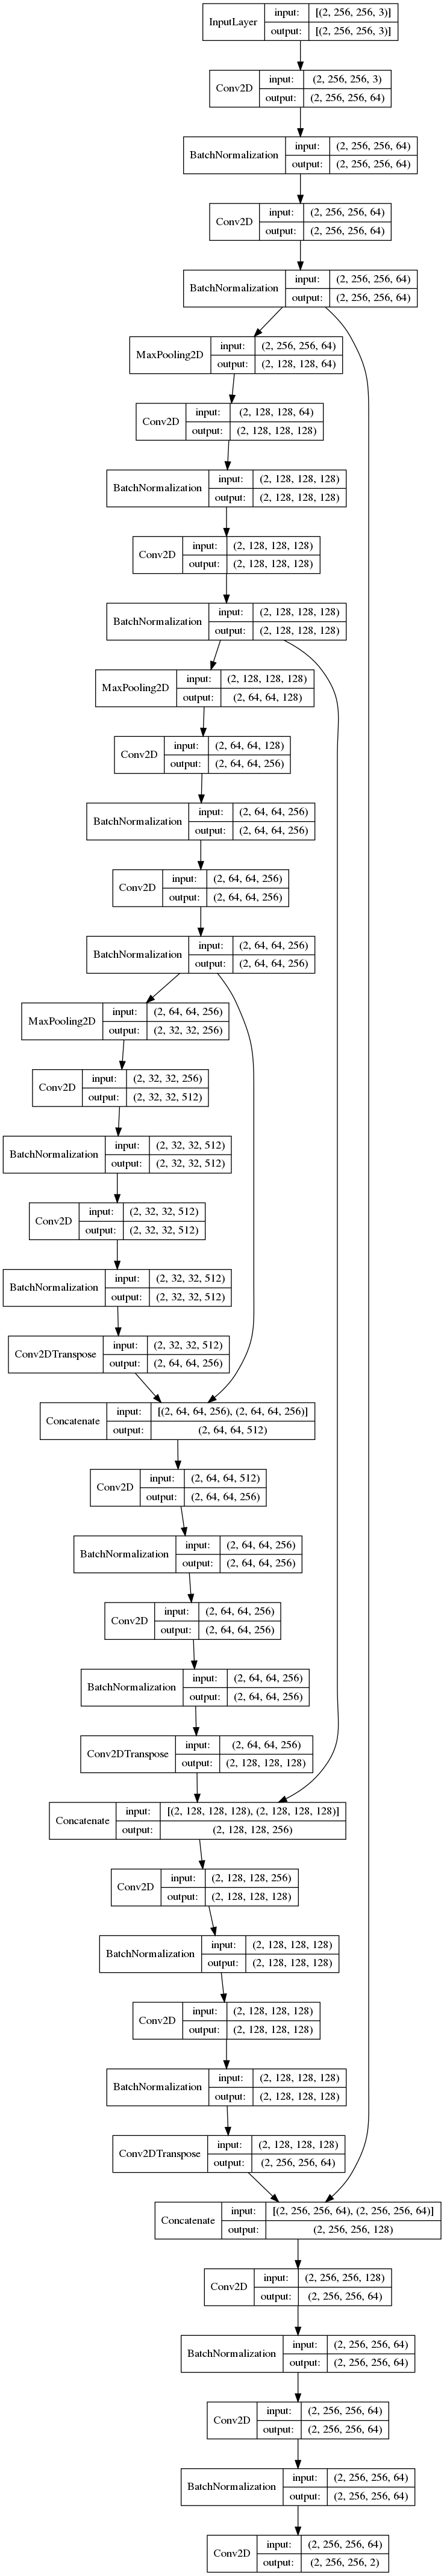 InputLayer input: [(2, 256, 256, 3)]
output: [(2, 256, 256, 3)]
Conv2D input: (2, 256, 256, 3)
output: (2, 256, 256, 64)
BatchNormalization input: (2, 256, 256, 64)
output: (2, 256, 256, 64)
Conv2D input: (2, 256, 256, 64)
output: (2, 256, 256, 64)
BatchNormalization input: (2, 256, 256, 64)
output: (2, 256, 256, 64)
MaxPooling2D input: (2, 256, 256, 64)
output: (2, 128, 128, 64)
Conv2D input: (2, 128, 128, 64)
output: (2, 128, 128, 128)
BatchNormalization input: (2, 128, 128, 128)
output: (2, 128, 128, 128)
Conv2D input: (2, 128, 128, 128)
output: (2, 128, 128, 128)
BatchNormalization input: (2, 128, 128, 128)
output: (2, 128, 128, 128)
MaxPooling2D input: (2, 128, 128, 128)
output: (2, 64, 64, 128)
Conv2D input: (2, 64, 64, 128)
output: (2, 64, 64, 256)
BatchNormalization input: (2, 64, 64, 256)
output: (2, 64, 64, 256)
Conv2D input: (2, 64, 64, 256)
output: (2, 64, 64, 256)
BatchNormalization input: (2, 64, 64, 256)
output: (2, 64, 64, 256)
MaxPooling2D input: (2, 64, 64, 256)
output: (2, 32, 32, 256)
Conv2D input: (2, 32, 32, 256)
output: (2, 32, 32, 512)
BatchNormalization input: (2, 32, 32, 512)
output: (2, 32, 32, 512)
Conv2D input: (2, 32, 32, 512)
output: (2, 32, 32, 512)
BatchNormalization input: (2, 32, 32, 512)
output: (2, 32, 32, 512)
Conv2DTranspose input: (2, 32, 32, 512)
output: (2, 64, 64, 256)
Concatenate input: [(2, 64, 64, 256), (2, 64, 64, 256)]
output: (2, 64, 64, 512)
Conv2D input: (2, 64, 64, 512)
output: (2, 64, 64, 256)
BatchNormalization input: (2, 64, 64, 256)
output: (2, 64, 64, 256)
Conv2D input: (2, 64, 64, 256)
output: (2, 64, 64, 256)
BatchNormalization input: (2, 64, 64, 256)
output: (2, 64, 64, 256)
Conv2DTranspose input: (2, 64, 64, 256)
output: (2, 128, 128, 128)
Concatenate input: [(2, 128, 128, 128), (2, 128, 128, 128)]
output: (2, 128, 128, 256)
Conv2D input: (2, 128, 128, 256)
output: (2, 128, 128, 128)
BatchNormalization input: (2, 128, 128, 128)
output: (2, 128, 128, 128)
Conv2D input: (2, 128, 128, 128)
output: (2, 128, 128, 128)
BatchNormalization input: (2, 128, 128, 128)
output: (2, 128, 128, 128)
Conv2DTranspose input: (2, 128, 128, 128)
output: (2, 256, 256, 64)
Concatenate input: [(2, 256, 256, 64), (2, 256, 256, 64)]
output: (2, 256, 256, 128)
Conv2D input: (2, 256, 256, 128)
output: (2, 256, 256, 64)
BatchNormalization input: (2, 256, 256, 64)
output: (2, 256, 256, 64)
Conv2D input: (2, 256, 256, 64)
output: (2, 256, 256, 64)
BatchNormalization input: (2, 256, 256, 64)
output: (2, 256, 256, 64)
Conv2D input: (2, 256, 256, 64)
output: (2, 256, 256, 2)